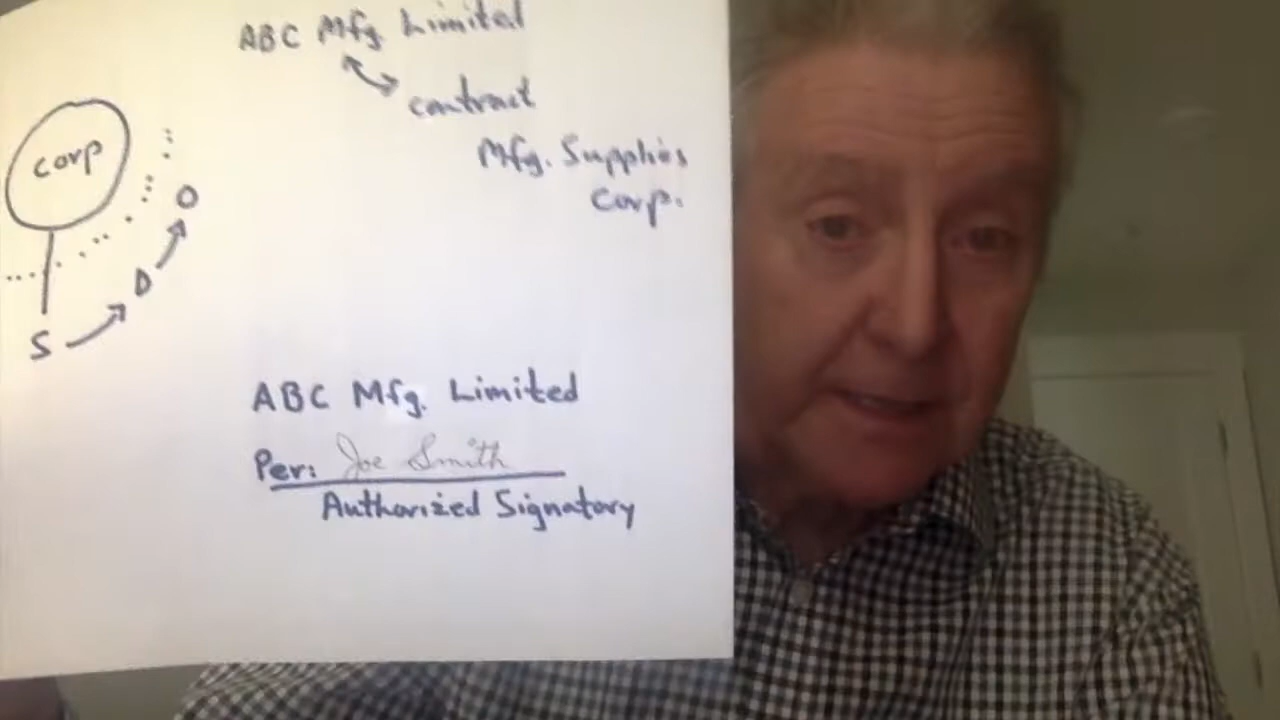 ABC Mfg. Limited
contract
Mfg. Supplies
Corp.
corp
O
D
S
ABC Mfg. Limited
Per: Joe Smith
Authorized Signatory